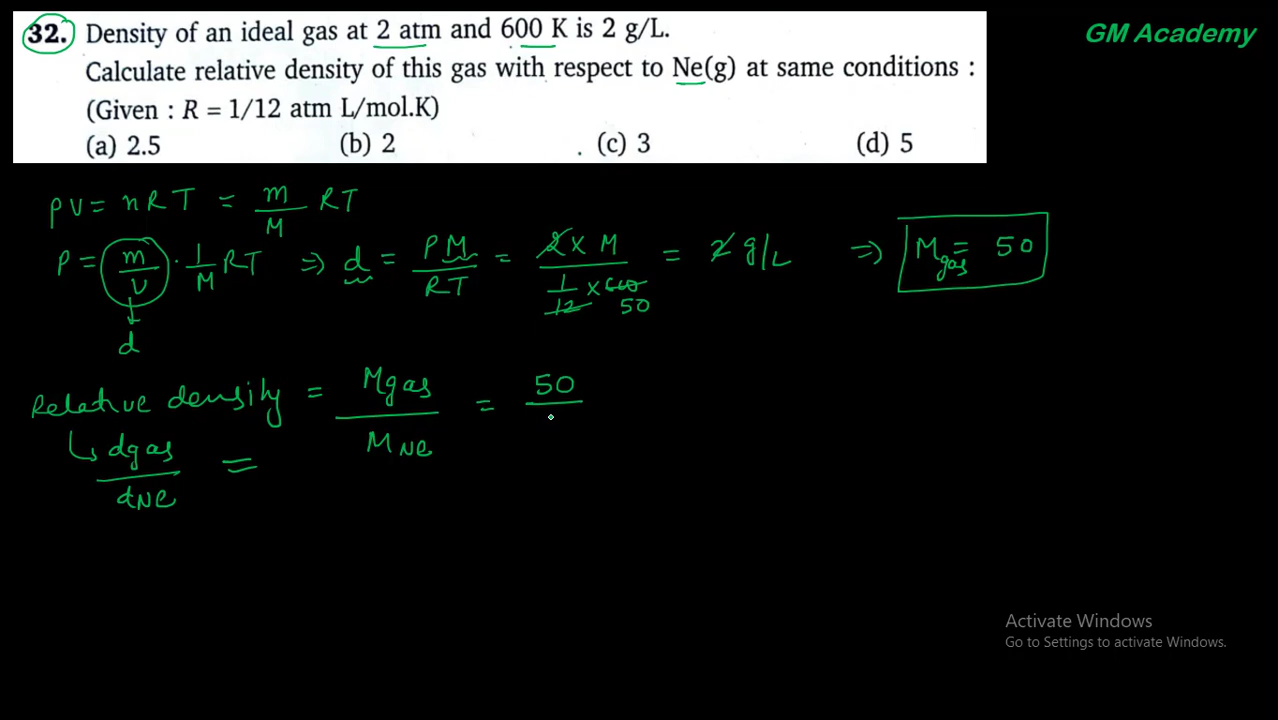 32. Density of an ideal gas at 2 atm and 600 K is 2 g/L.
GM Academy
Calculate relative density of this gas with respect to Ne(g) at same conditions :
(Given : R = 1/12 atm L/mol.K)
(a) 2.5 (b) 2 . (c) 3 (d) 5
PV = nRT = m/M RT
P = m/V · 1/M RT ⇒ d = PM/RT = 2 × M / 1/12 × 600 50 = 2 g/L ⇒ Mgas = 50
d
Relative density = Mgas/MNe = 50
↳ dgas/dNe =
Activate Windows
Go to Settings to activate Windows.